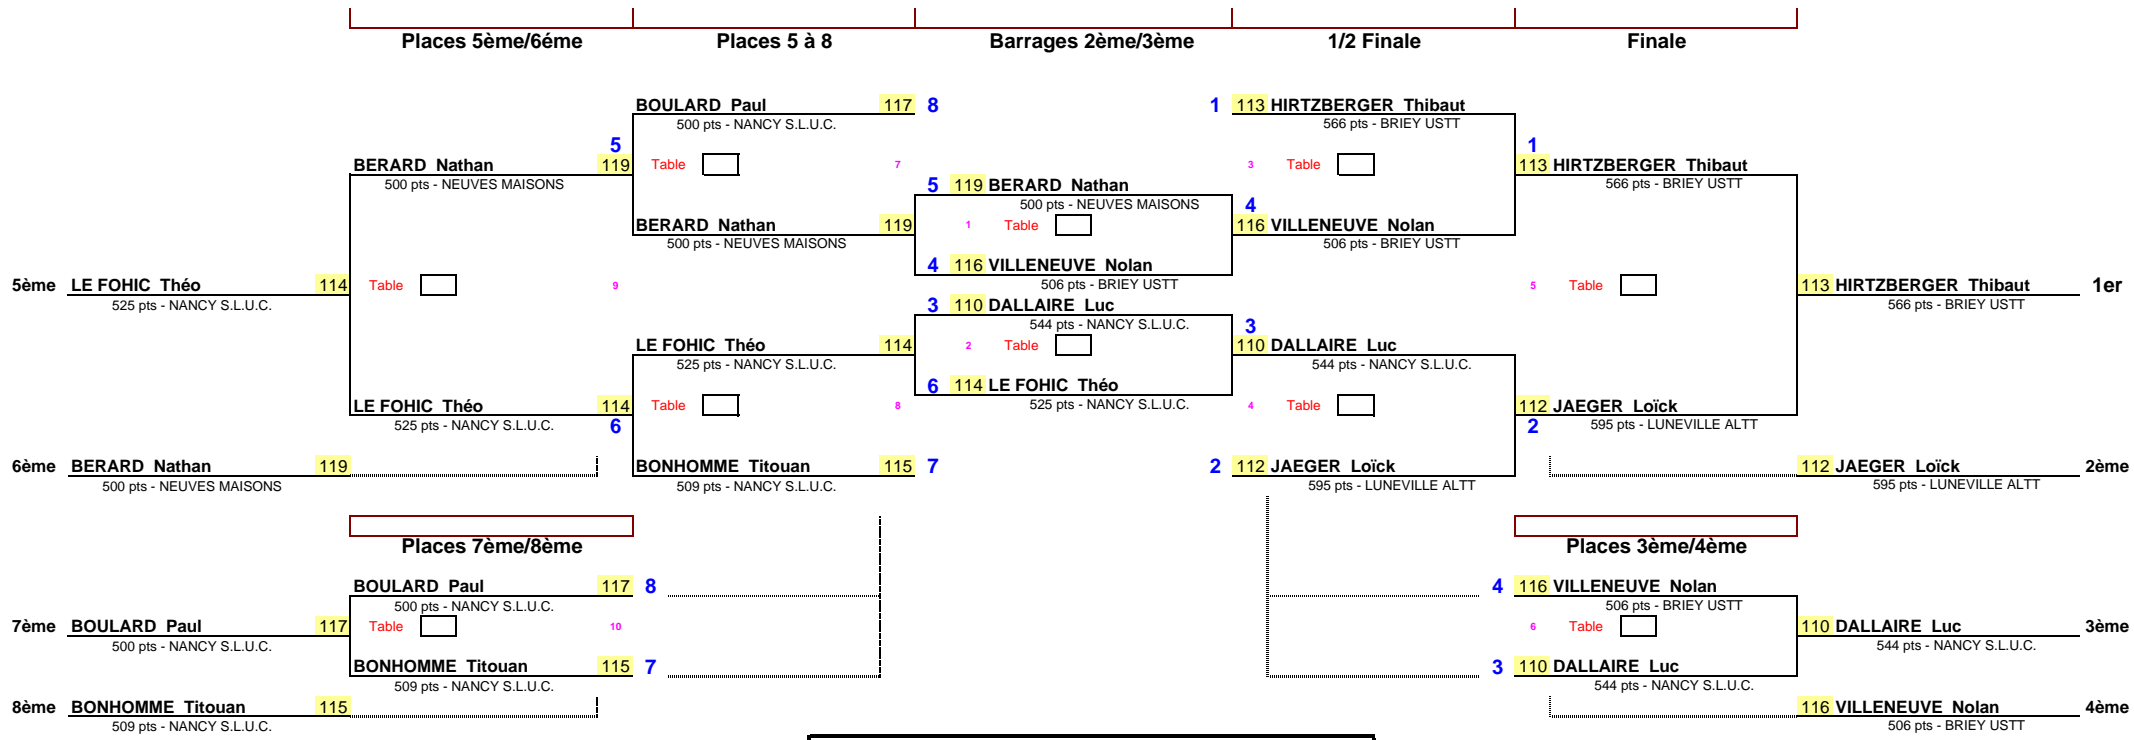 Places 5ème/6éme Places 5 à 8 Barrages 2ème/3ème 1/2 Finale Finale
BOULARD Paul 117 8 1 113 HIRTZBERGER Thibaut
500 pts - NANCY S.L.U.C. 566 pts - BRIEY USTT
5 1
BERARD Nathan 119 Table 7 3 Table 113 HIRTZBERGER Thibaut
500 pts - NEUVES MAISONS 5 119 BERARD Nathan 566 pts - BRIEY USTT
500 pts - NEUVES MAISONS 4
BERARD Nathan 119 1 Table 116 VILLENEUVE Nolan
500 pts - NEUVES MAISONS 506 pts - BRIEY USTT
4 116 VILLENEUVE Nolan
5ème LE FOHIC Théo 114 Table 9 506 pts - BRIEY USTT 5 Table 113 HIRTZBERGER Thibaut 1er
525 pts - NANCY S.L.U.C. 3 110 DALLAIRE Luc 566 pts - BRIEY USTT
544 pts - NANCY S.L.U.C. 3
LE FOHIC Théo 114 2 Table 110 DALLAIRE Luc
525 pts - NANCY S.L.U.C. 544 pts - NANCY S.L.U.C.
6 114 LE FOHIC Théo
LE FOHIC Théo 114 Table 8 525 pts - NANCY S.L.U.C. 4 Table 112 JAEGER Loïck
525 pts - NANCY S.L.U.C. 6 2 595 pts - LUNEVILLE ALTT
6ème BERARD Nathan 119 BONHOMME Titouan 115 7 2 112 JAEGER Loïck 112 JAEGER Loïck 2ème
500 pts - NEUVES MAISONS 509 pts - NANCY S.L.U.C. 595 pts - LUNEVILLE ALTT 595 pts - LUNEVILLE ALTT
Places 7ème/8ème Places 3ème/4ème
BOULARD Paul 117 8 4 116 VILLENEUVE Nolan
500 pts - NANCY S.L.U.C. 506 pts - BRIEY USTT
7ème BOULARD Paul 117 Table 10 6 Table 110 DALLAIRE Luc 3ème
500 pts - NANCY S.L.U.C. 544 pts - NANCY S.L.U.C.
BONHOMME Titouan 115 7 3 110 DALLAIRE Luc
509 pts - NANCY S.L.U.C. 544 pts - NANCY S.L.U.C.
8ème BONHOMME Titouan 115 116 VILLENEUVE Nolan 4ème
509 pts - NANCY S.L.U.C. 506 pts - BRIEY USTT